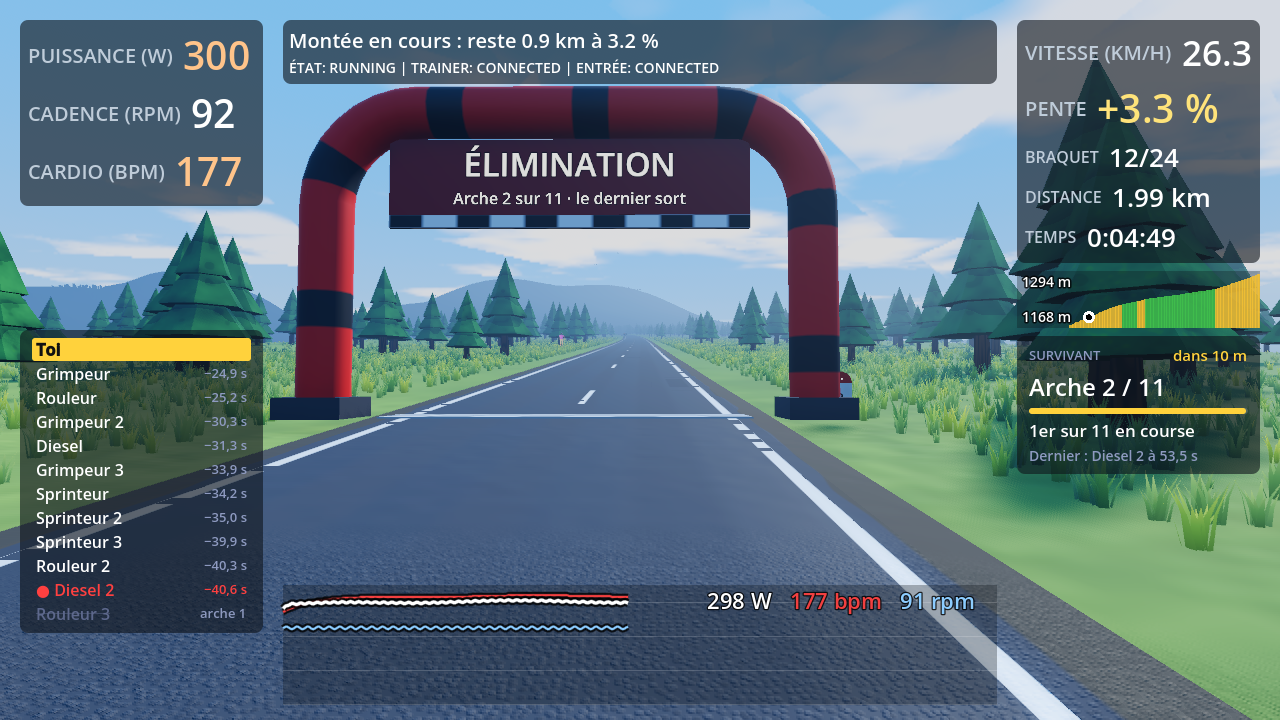 PUISSANCE (W) 300
CADENCE (RPM) 92
CARDIO (BPM) 177
Montée en cours : reste 0.9 km à 3.2 %
ÉTAT: RUNNING | TRAINER: CONNECTED | ENTRÉE: CONNECTED
VITESSE (KM/H) 26.3
PENTE +3.3 %
BRAQUET 12/24
DISTANCE 1.99 km
TEMPS 0:04:49
1294 m
1168 m
ÉLIMINATION
Arche 2 sur 11 · le dernier sort
SURVIVANT dans 10 m
Arche 2 / 11
1er sur 11 en course
Dernier : Diesel 2 à 53,5 s
Toi
Grimpeur −24,9 s
Rouleur −25,2 s
Grimpeur 2 −30,3 s
Diesel −31,3 s
Grimpeur 3 −33,9 s
Sprinteur −34,2 s
Sprinteur 2 −35,0 s
Sprinteur 3 −39,9 s
Rouleur 2 −40,3 s
Diesel 2 −40,6 s
Rouleur 3 arche 1
298 W 177 bpm 91 rpm